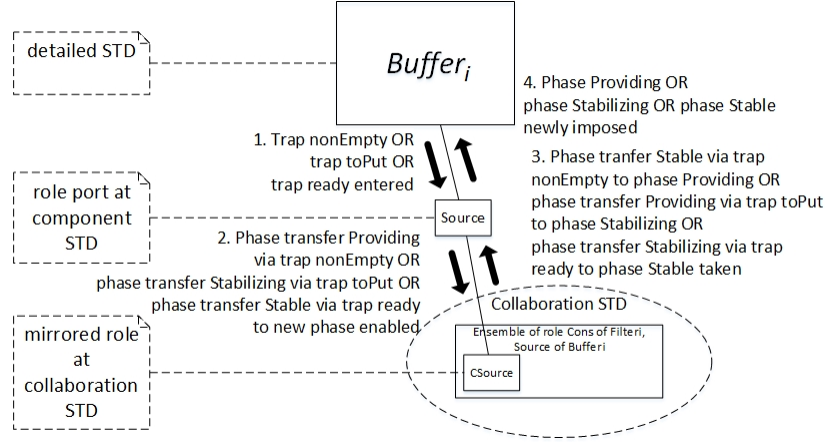 detailed STD
Buffer_i
4. Phase Providing OR
phase Stabilizing OR phase Stable
newly imposed
1. Trap nonEmpty OR
trap toPut OR
trap ready entered
3. Phase tranfer Stable via trap
nonEmpty to phase Providing OR
phase transfer Providing via trap toPut
to phase Stabilizing OR
phase transfer Stabilizing via trap
ready to phase Stable taken
role port at
component
STD
Source
2. Phase transfer Providing
via trap nonEmpty OR
phase transfer Stabilizing via trap toPut OR
phase transfer Stable via trap ready
to new phase enabled
Collaboration STD
Ensemble of role Cons of Filteri,
Source of Bufferi
mirrored role
at
collaboration
STD
CSource